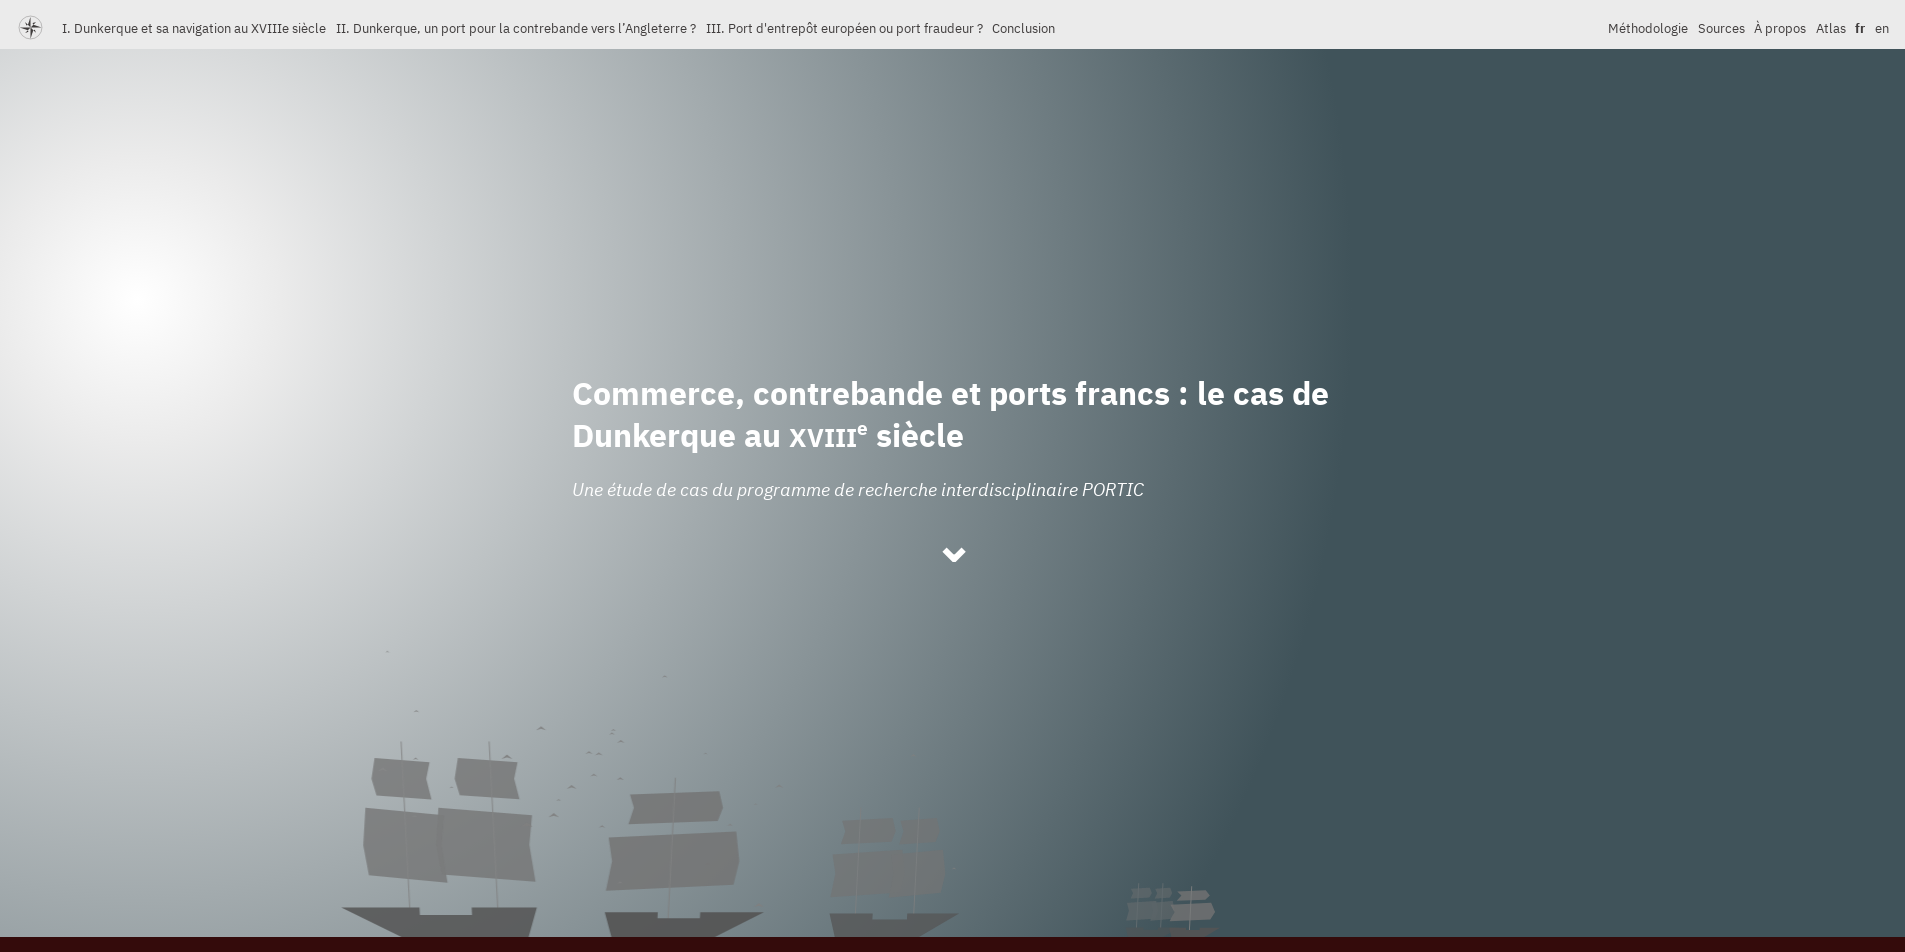 I. Dunkerque et sa navigation au XVIIIe siècle II. Dunkerque, un port pour la contrebande vers l’Angleterre ? III. Port d'entrepôt européen ou port fraudeur ? Conclusion Méthodologie Sources À propos Atlas fr en
Commerce, contrebande et ports francs : le cas de
Dunkerque au XVIIIe siècle
Une étude de cas du programme de recherche interdisciplinaire PORTIC